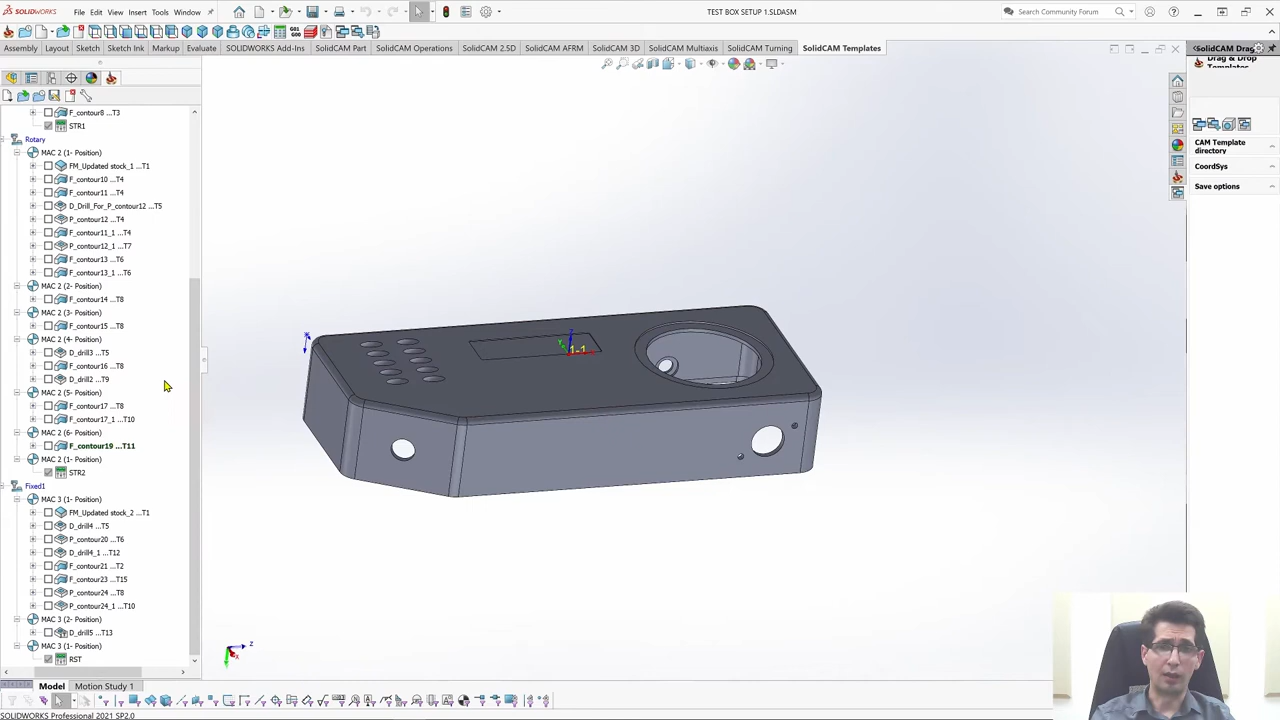 SOLIDWORKS File Edit View Insert Tools Window TEST BOX SETUP 1.SLDASM Search Community Forum
Assembly Layout Sketch Sketch Ink Markup Evaluate SOLIDWORKS Add-Ins SolidCAM Part SolidCAM Operations SolidCAM 2.5D SolidCAM AFRM SolidCAM 3D SolidCAM Multiaxis SolidCAM Turning SolidCAM Templates
SolidCAM Drag
Drag & Drop
Templates
CAM Template
directory
CoordSys
Save options
F_contour8 ...T3
STR1
Rotary
MAC 2 (1- Position)
FM_Updated stock_1 ...T1
F_contour10 ...T4
F_contour11 ...T4
D_Drill_For_P_contour12 ...T5
P_contour12 ...T4
F_contour11_1 ...T4
P_contour12_1 ...T7
F_contour13 ...T6
F_contour13_1 ...T6
MAC 2 (2- Position)
F_contour14 ...T8
MAC 2 (3- Position)
F_contour15 ...T8
MAC 2 (4- Position)
D_drill3 ...T5
F_contour16 ...T8
D_drill2 ...T9
MAC 2 (5- Position)
F_contour17 ...T8
F_contour17_1 ...T10
MAC 2 (6- Position)
F_contour19 ...T11
MAC 2 (1- Position)
STR2
Fixed1
MAC 3 (1- Position)
FM_Updated stock_2 ...T1
D_drill4 ...T5
P_contour20 ...T6
D_drill4_1 ...T12
F_contour21 ...T2
F_contour23 ...T15
P_contour24 ...T8
P_contour24_1 ...T10
MAC 3 (2- Position)
D_drill5 ...T13
MAC 3 (1- Position)
RST
1-1
Model Motion Study 1
SOLIDWORKS Professional 2021 SP2.0